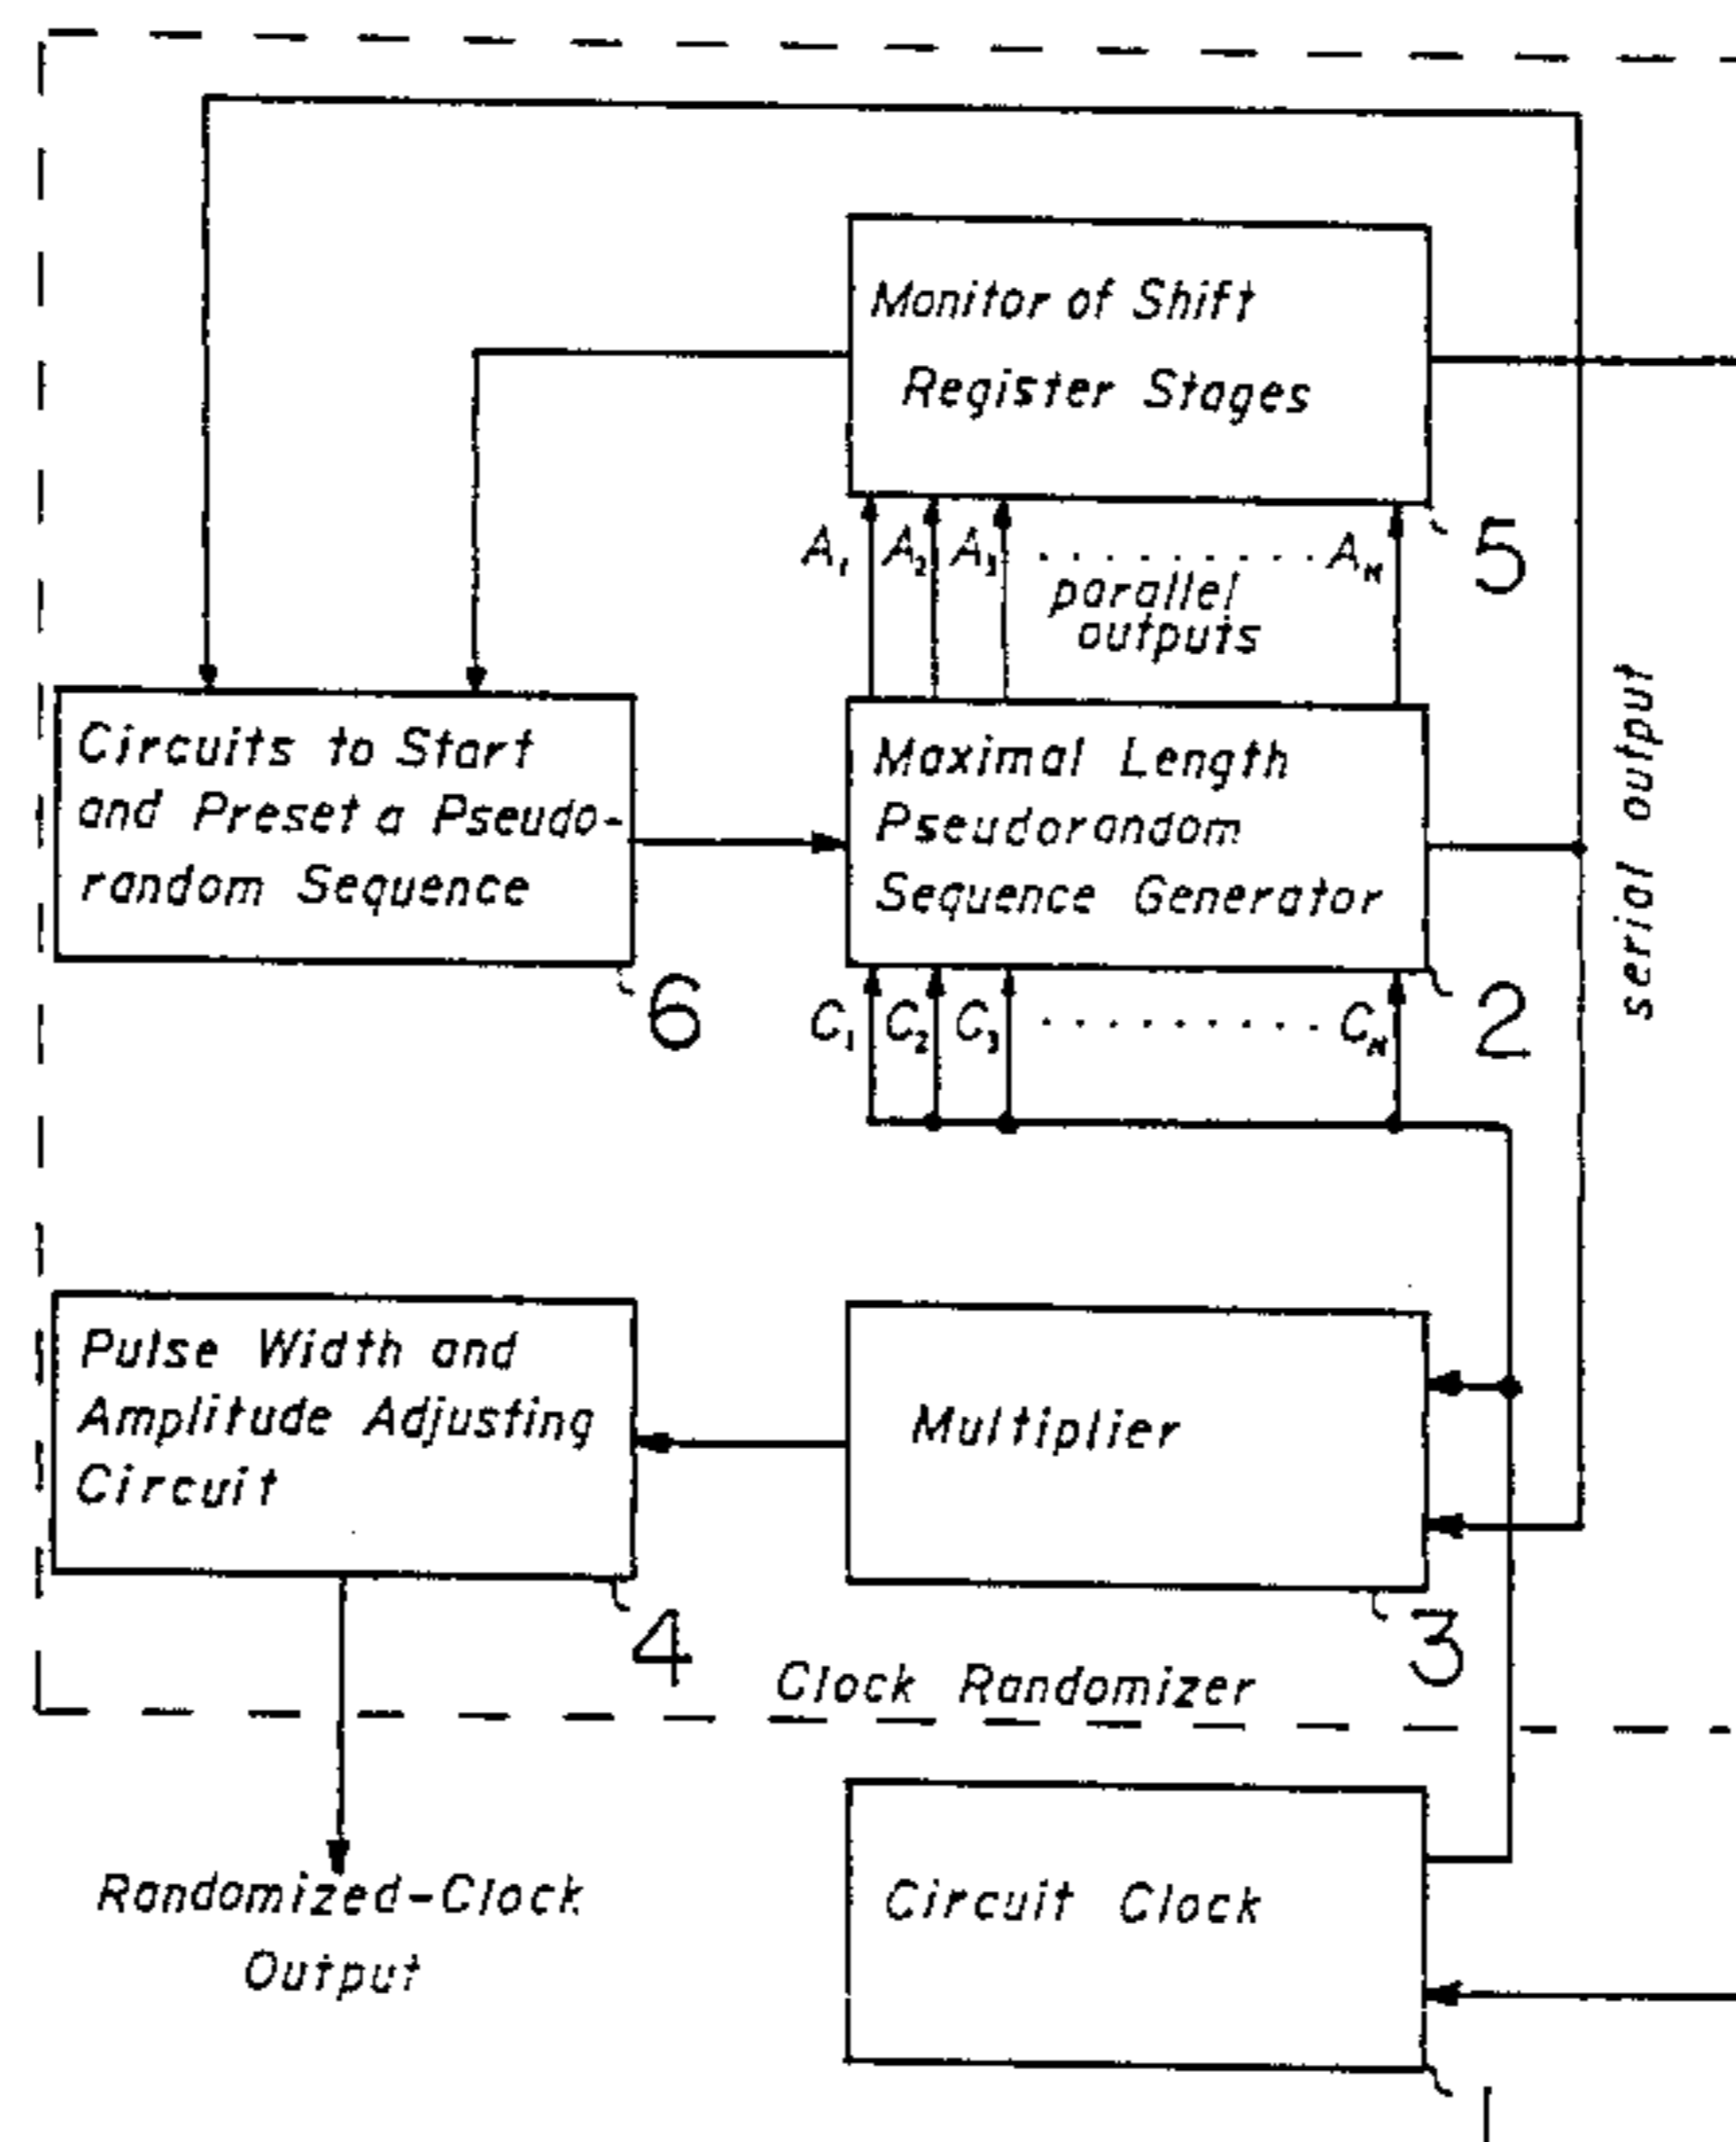 Monitor of Shift
Register Stages
5
A₁ A₂ A₃ . . . . . . . . . Aₙ
parallel
outputs
serial output
Circuits to Start
and Preset a Pseudo-
random Sequence
6
Maximal Length
Pseudorandom
Sequence Generator
2
C₁ C₂ C₃ . . . . . . . . . Cₙ
Pulse Width and
Amplitude Adjusting
Circuit
4
Multiplier
3
Clock Randomizer
Randomized-Clock
Output
Circuit Clock
1